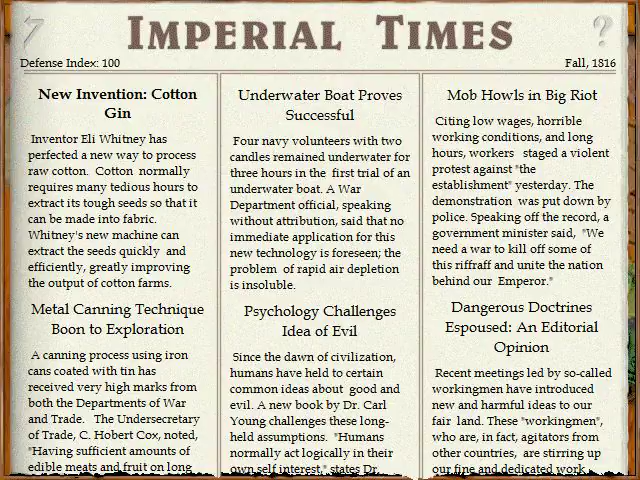 IMPERIAL TIMES
?
Defense Index: 100
Fall, 1816
New Invention: Cotton
Gin
Inventor Eli Whitney has
perfected a new way to process
raw cotton. Cotton normally
requires many tedious hours to
extract its tough seeds so that it
can be made into fabric.
Whitney's new machine can
extract the seeds quickly and
efficiently, greatly improving
the output of cotton farms.
Metal Canning Technique
Boon to Exploration
A canning process using iron
cans coated with tin has
received very high marks from
both the Departments of War
and Trade. The Undersecretary
of Trade, C. Hobert Cox, noted,
"Having sufficient amounts of
edible meats and fruit on long
Underwater Boat Proves
Successful
Four navy volunteers with two
candles remained underwater for
three hours in the first trial of an
underwater boat. A War
Department official, speaking
without attribution, said that no
immediate application for this
new technology is foreseen; the
problem of rapid air depletion
is insoluble.
Psychology Challenges
Idea of Evil
Since the dawn of civilization,
humans have held to certain
common ideas about good and
evil. A new book by Dr. Carl
Young challenges these long-
held assumptions. "Humans
normally act logically in their
own self interest," states Dr.
Mob Howls in Big Riot
Citing low wages, horrible
working conditions, and long
hours, workers staged a violent
protest against "the
establishment" yesterday. The
demonstration was put down by
police. Speaking off the record, a
government minister said, "We
need a war to kill off some of
this riffraff and unite the nation
behind our Emperor."
Dangerous Doctrines
Espoused: An Editorial
Opinion
Recent meetings led by so-called
workingmen have introduced
new and harmful ideas to our
fair land. These "workingmen",
who are, in fact, agitators from
other countries, are stirring up
our fine and dedicated work